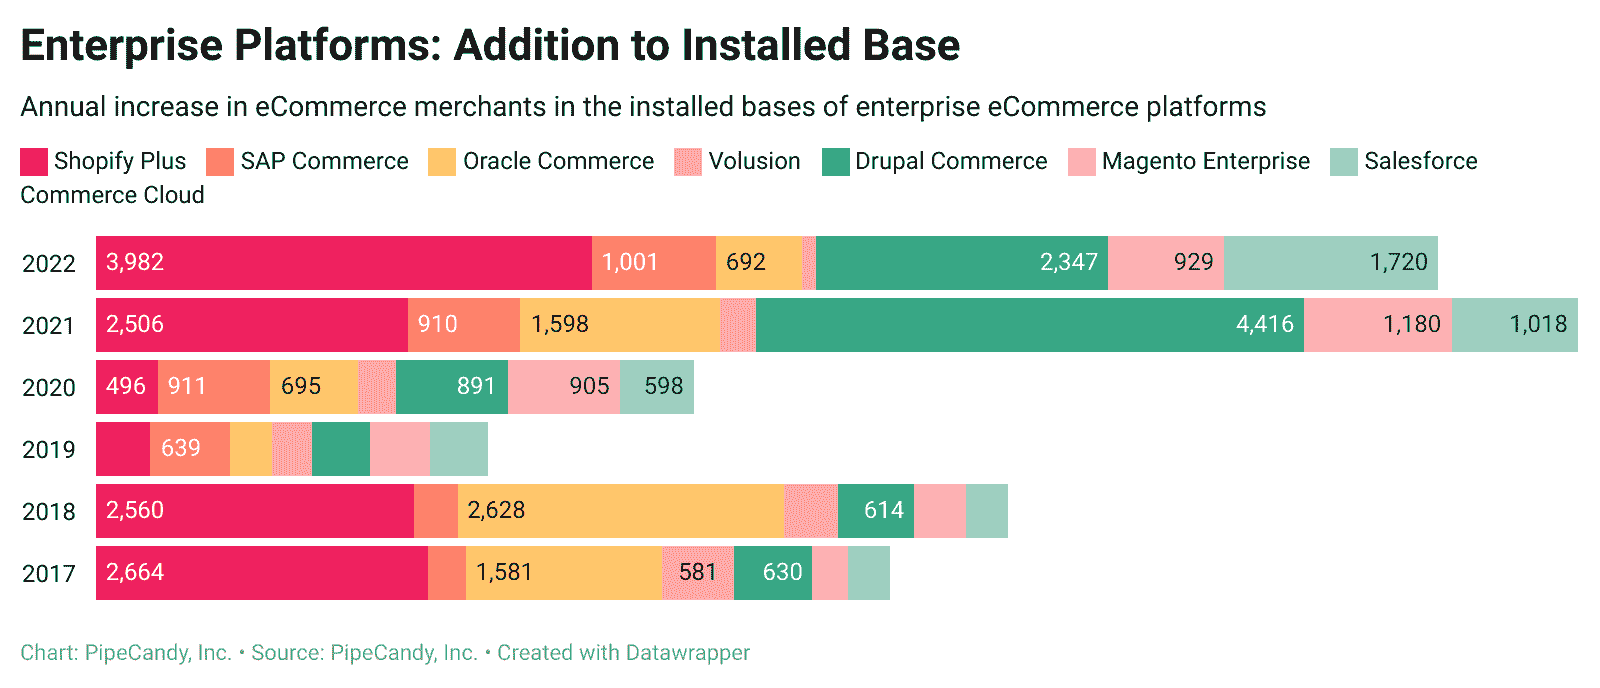 Enterprise Platforms: Addition to Installed Base
Annual increase in eCommerce merchants in the installed bases of enterprise eCommerce platforms
Shopify Plus SAP Commerce Oracle Commerce Volusion Drupal Commerce Magento Enterprise Salesforce
Commerce Cloud
2022 3,982 1,001 692 2,347 929 1,720
2021 2,506 910 1,598 4,416 1,180 1,018
2020 496 911 695 891 905 598
2019 639
2018 2,560 2,628 614
2017 2,664 1,581 581 630
Chart: PipeCandy, Inc. • Source: PipeCandy, Inc. • Created with Datawrapper